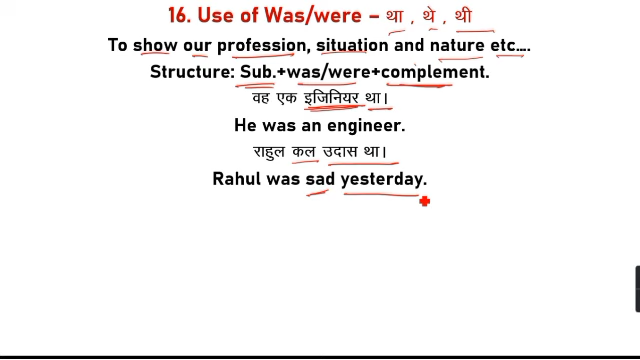 16. Use of Was/were – था , थे , थी
To show our profession, situation and nature etc....
Structure: Sub.+was/were+complement.
वह एक इजिनियर था।
He was an engineer.
राहुल कल उदास था।
Rahul was sad yesterday.